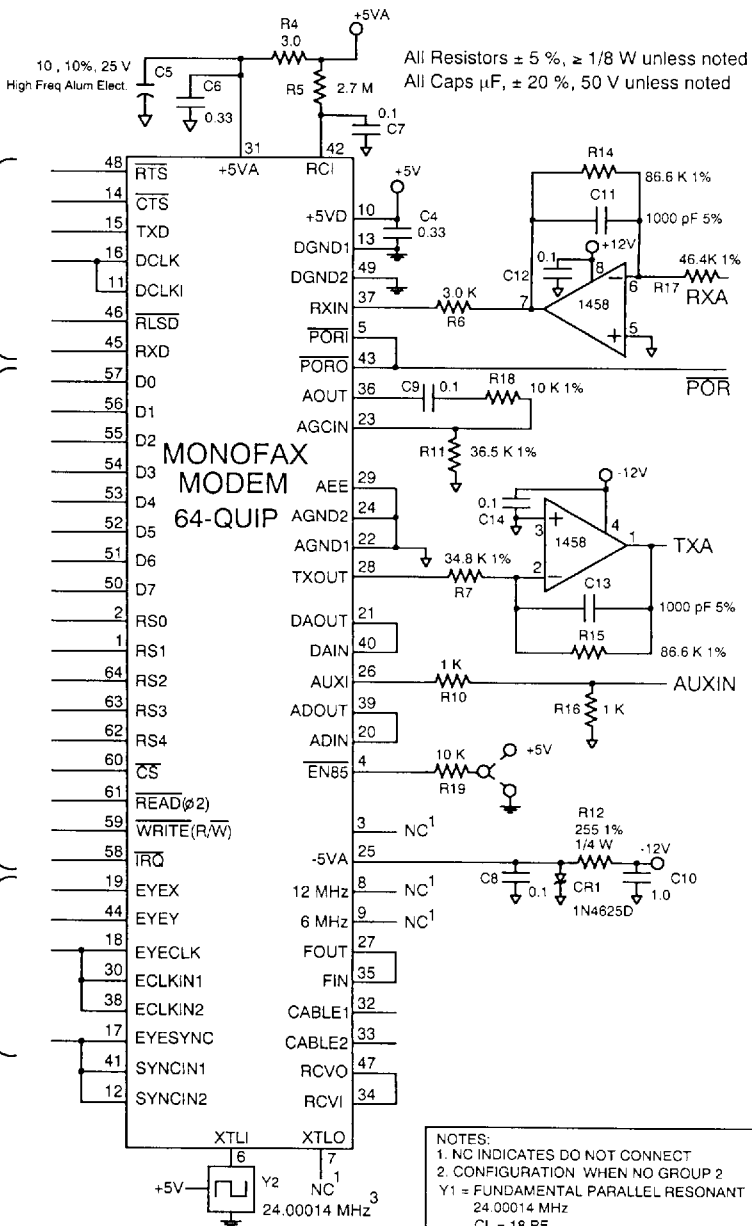 +5VA
R4
3.0
10 , 10%, 25 V
High Freq Alum Elect.
C5
C6
0.33
R5
2.7 M
0.1
C7
All Resistors ± 5 %, ≥ 1/8 W unless noted
All Caps µF, ± 20 %, 50 V unless noted
31
42
+5VA
RCI
MONOFAX
MODEM
64-QUIP
48 RTS
14 CTS
15 TXD
16 DCLK
11 DCLKI
46 RLSD
45 RXD
57 D0
56 D1
55 D2
54 D3
53 D4
52 D5
51 D6
50 D7
2 RS0
1 RS1
64 RS2
63 RS3
62 RS4
60 CS
61 READ(ø2)
59 WRITE(R/W)
58 IRQ
19 EYEX
44 EYEY
18 EYECLK
30 ECLKIN1
38 ECLKIN2
17 EYESYNC
41 SYNCIN1
12 SYNCIN2
+5VD 10
DGND1 13
DGND2 49
RXIN 37
PORI 5
PORO 43
AOUT 36
AGCIN 23
AEE 29
AGND2 24
AGND1 22
TXOUT 28
DAOUT 21
DAIN 40
AUXI 26
ADOUT 39
ADIN 20
EN85 4
3 NC1
-5VA 25
12 MHz 8 NC1
6 MHz 9 NC1
FOUT 27
FIN 35
CABLE1 32
CABLE2 33
RCVO 47
RCVI 34
XTLI
XTLO
6
7
+5V
Y2
NC1
24.00014 MHz3
+5V
C4
0.33
R14
86.6 K 1%
C11
1000 pF 5%
+12V
0.1
C12
8
7
6
5
1458
46.4K 1%
R17
RXA
3.0 K
R6
POR
C9
0.1
R18
10 K 1%
R11
36.5 K 1%
-12V
0.1
C14
3
4
1
2
1458
TXA
34.8 K 1%
R7
C13
1000 pF 5%
R15
86.6 K 1%
1 K
R10
AUXIN
R16
1 K
10 K
R19
+5V
R12
255 1%
1/4 W
-12V
C8
0.1
CR1
1N4625D
C10
1.0
NOTES:
1. NC INDICATES DO NOT CONNECT
2. CONFIGURATION WHEN NO GROUP 2
Y1 = FUNDAMENTAL PARALLEL RESONANT
24.00014 MHz
CL = 18 PF